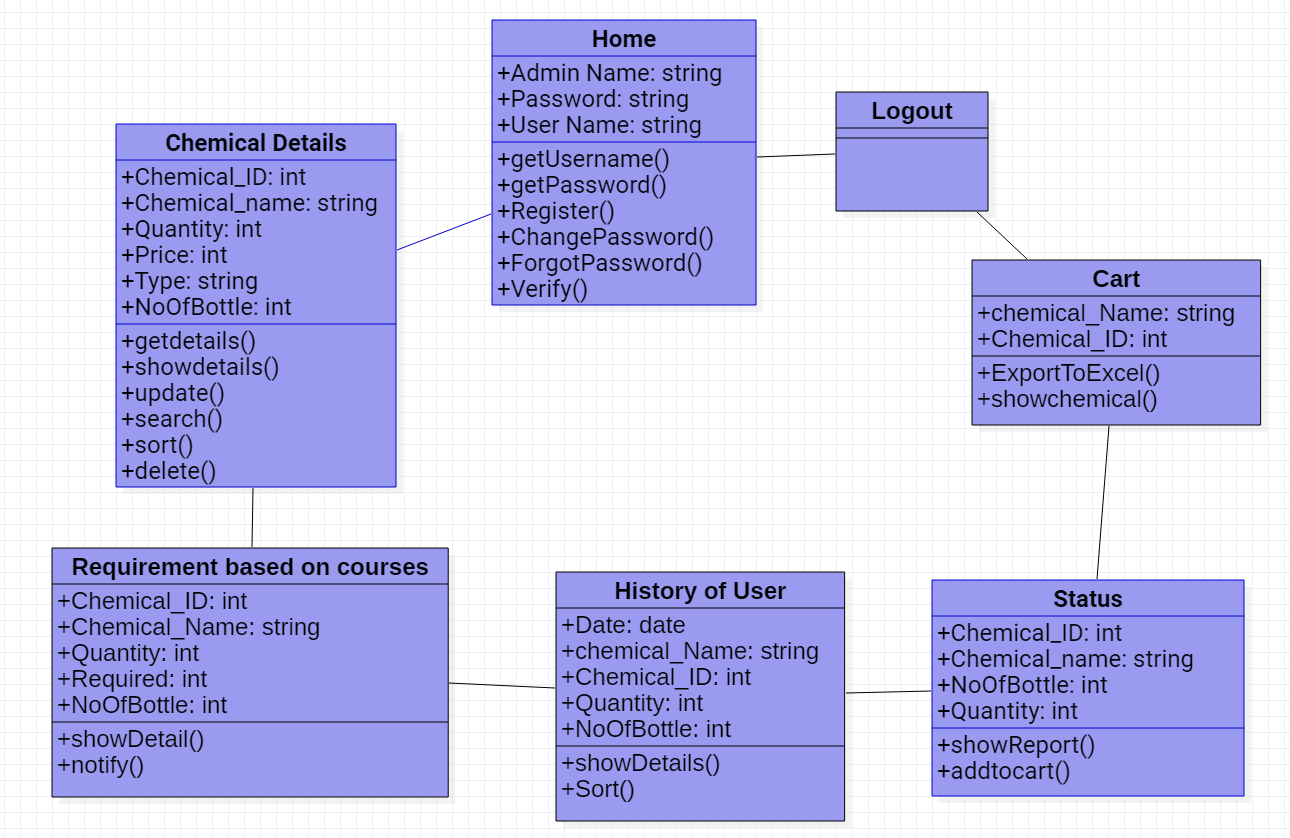 Home
+Admin Name: string
+Password: string
+User Name: string
+getUsername()
+getPassword()
+Register()
+ChangePassword()
+ForgotPassword()
+Verify()
Logout
Chemical Details
+Chemical_ID: int
+Chemical_name: string
+Quantity: int
+Price: int
+Type: string
+NoOfBottle: int
+getdetails()
+showdetails()
+update()
+search()
+sort()
+delete()
Cart
+chemical_Name: string
+Chemical_ID: int
+ExportToExcel()
+showchemical()
Requirement based on courses
+Chemical_ID: int
+Chemical_Name: string
+Quantity: int
+Required: int
+NoOfBottle: int
+showDetail()
+notify()
History of User
+Date: date
+chemical_Name: string
+Chemical_ID: int
+Quantity: int
+NoOfBottle: int
+showDetails()
+Sort()
Status
+Chemical_ID: int
+Chemical_name: string
+NoOfBottle: int
+Quantity: int
+showReport()
+addtocart()